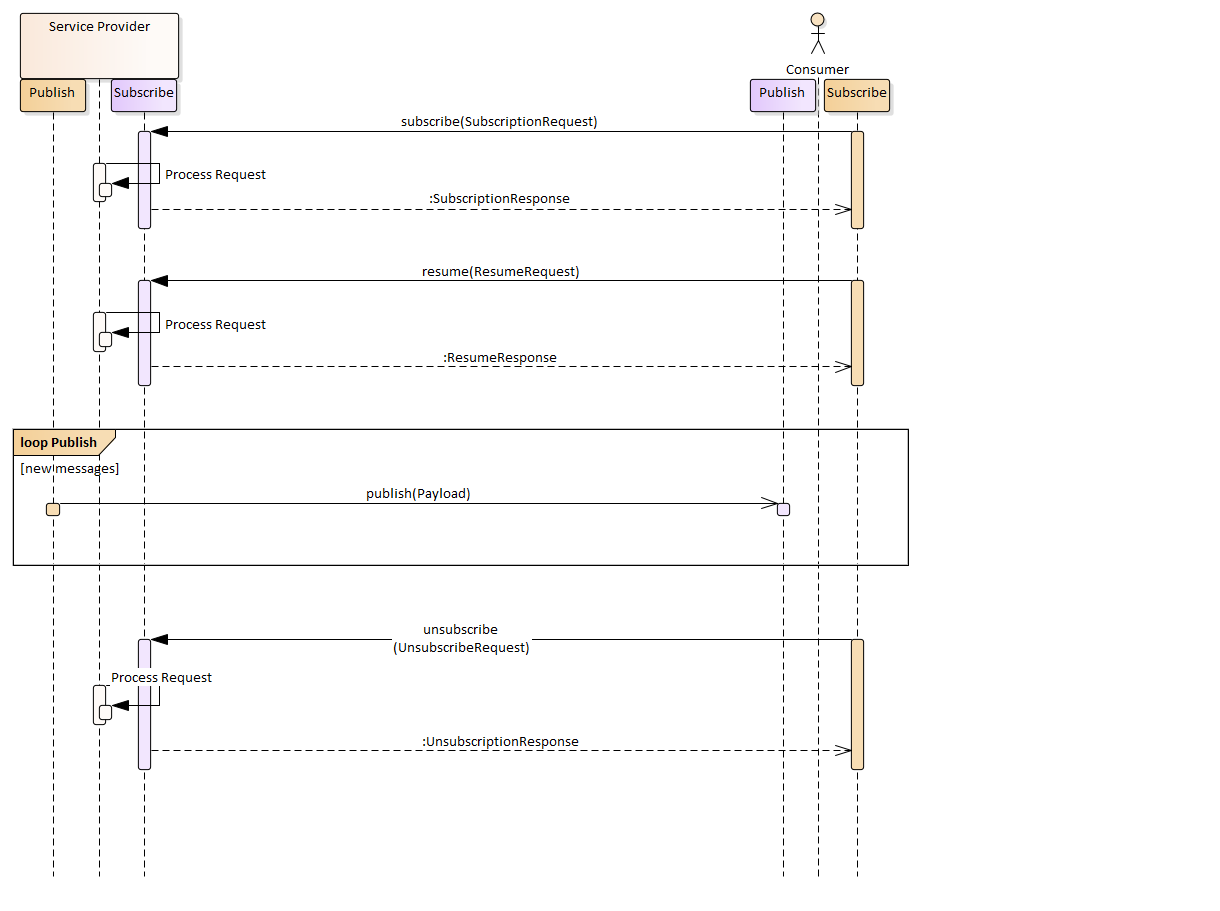 Service Provider
Consumer
Publish
Subscribe
Publish
Subscribe
subscribe(SubscriptionRequest)
Process Request
:SubscriptionResponse
resume(ResumeRequest)
Process Request
:ResumeResponse
loop Publish
[new messages]
publish(Payload)
unsubscribe
(UnsubscribeRequest)
Process Request
:UnsubscriptionResponse